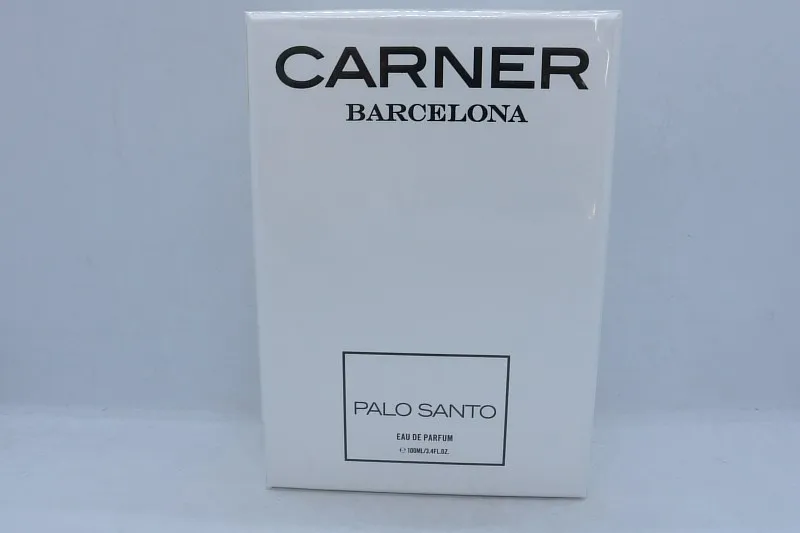 CARNER
BARCELONA
PALO SANTO
EAU DE PARFUM
℮ 100ML/3.4FL.OZ.